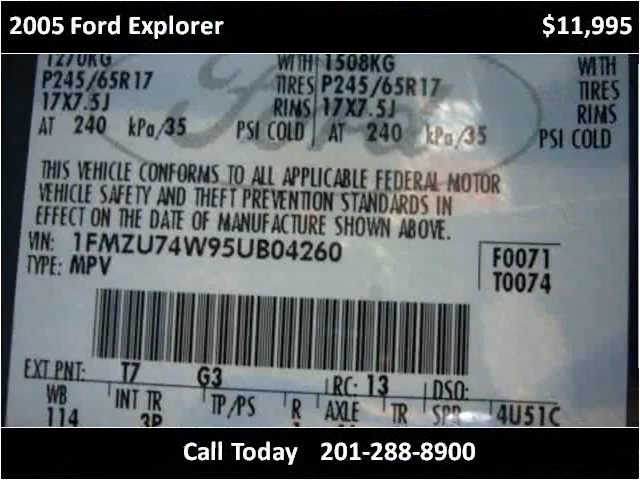 2005 Ford Explorer $11,995
1270KG WITH 1508KG WITH
P245/65R17 TIRES P245/65R17 TIRES
17X7.5J RIMS 17X7.5J RIMS
AT 240 kPa/35 PSI COLD AT 240 kPa/35 PSI COLD
Ford
THIS VEHICLE CONFORMS TO ALL APPLICABLE FEDERAL MOTOR
VEHICLE SAFETY AND THEFT PREVENTION STANDARDS IN
EFFECT ON THE DATE OF MANUFACTURE SHOWN ABOVE.
VIN: 1FMZU74W95UB04260
TYPE: MPV
F0071
T0074
EXT PNT: T7 G3 RC: 13 DSO:
WB INT TR TP/PS R AXLE TR SPR 4U51C
114 3P
Call Today 201-288-8900